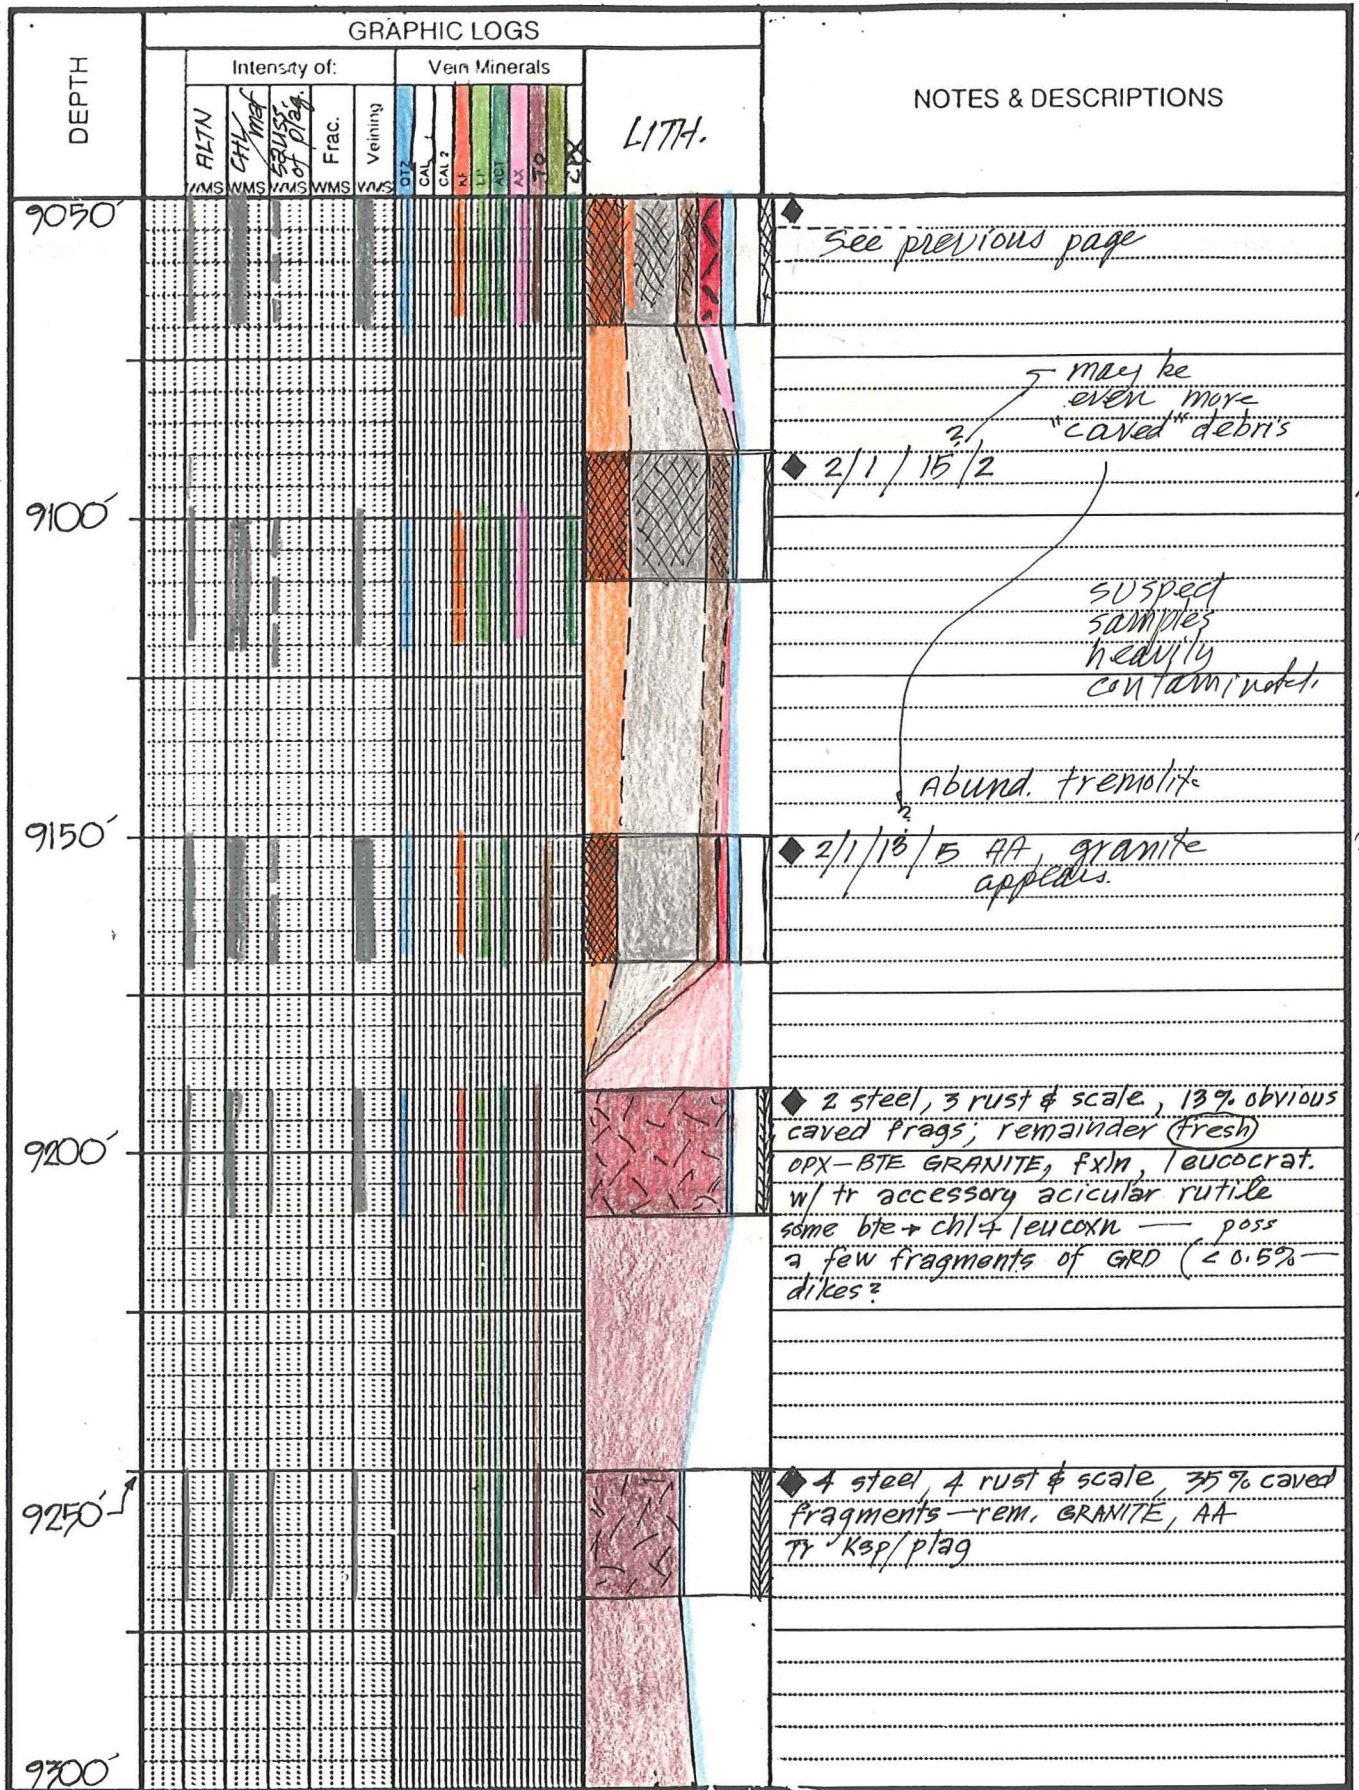 DEPTH
GRAPHIC LOGS
Intensity of:
Vein Minerals
LITH.
NOTES & DESCRIPTIONS
ALTN
CHL/maf
sauss. of plag.
Frac.
Veining
WMS WMS WMS WMS WMS
QTZ
CAL 1
CAL 2
KF
EP
ACT
AX
TO
CPX
9050'
See previous page
may be
even more
"caved" debris
?
2/1/15/2
9100'
suspect
samples
heavily
contaminated.
Abund. tremolite
?
9150'
2/1/13/15 AA, granite
appears.
2 steel, 3 rust & scale, 13% obvious
caved frags; remainder fresh
9200'
OPX-BTE GRANITE, fxln, leucocrat.
w/ tr accessory acicular rutile
some bte → chl + leucoxn — poss
a few fragments of GRD (< 0.5% —
dikes?
9250'
4 steel, 4 rust & scale, 35% caved
fragments — rem. GRANITE, AA
Tr Ksp/plag
9300'